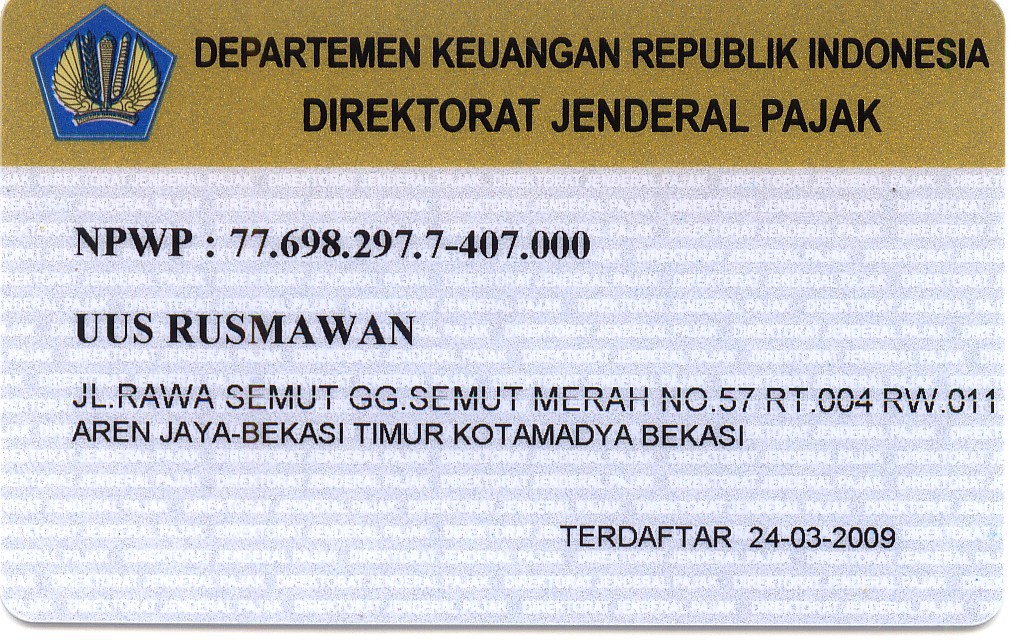 DEPARTEMEN KEUANGAN REPUBLIK INDONESIA
DIREKTORAT JENDERAL PAJAK
NPWP : 77.698.297.7-407.000
UUS RUSMAWAN
JL.RAWA SEMUT GG.SEMUT MERAH NO.57 RT.004 RW.011
AREN JAYA-BEKASI TIMUR KOTAMADYA BEKASI
TERDAFTAR 24-03-2009